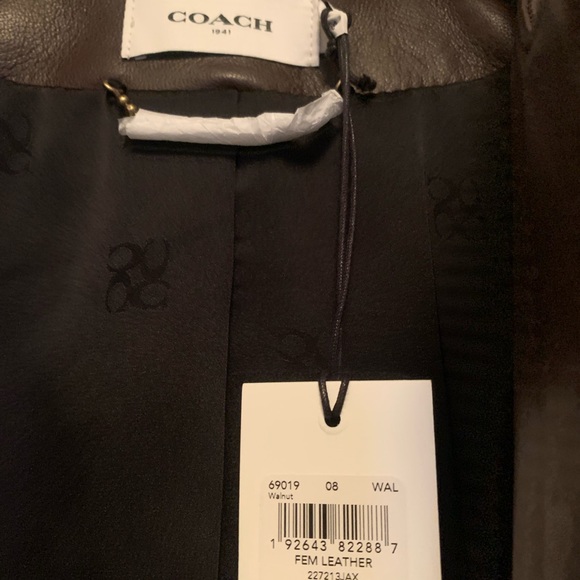 COACH
1941
69019 08 WAL
Walnut
1 92643 82288 7
FEM LEATHER
227213JAX